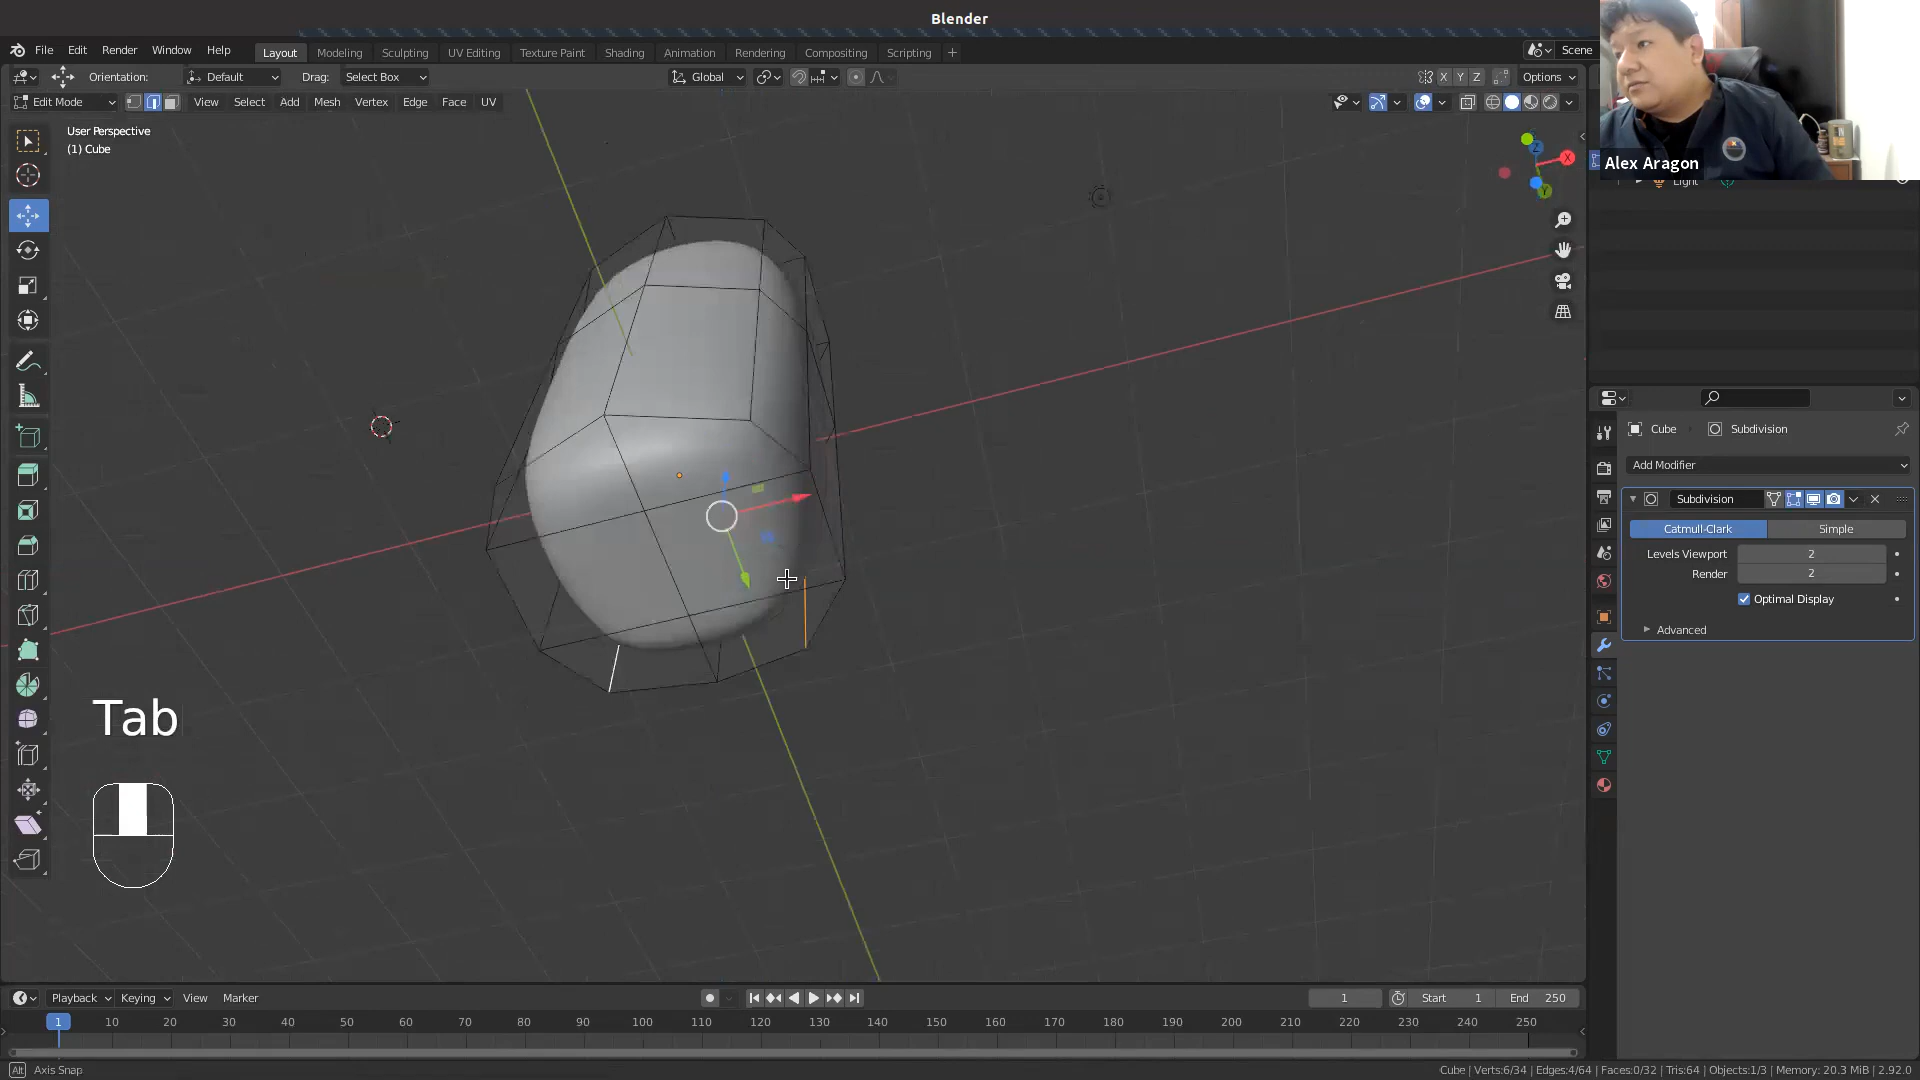 Blender
File Edit Render Window Help
Layout Modeling Sculpting UV Editing Texture Paint Shading Animation Rendering Compositing Scripting
Scene
Orientation: Default Drag: Select Box Global X Y Z Options
Edit Mode View Select Add Mesh Vertex Edge Face UV
User Perspective
(1) Cube
Z
X
Y
Alex Aragon
Light
Cube Subdivision
Add Modifier
Subdivision
Catmull-Clark Simple
Levels Viewport 2
Render 2
Optimal Display
Advanced
Tab
Playback Keying View Marker 1 Start 1 End 250
1 10 20 30 40 50 60 70 80 90 100 110 120 130 140 150 160 170 180 190 200 210 220 230 240 250
Alt Axis Snap
Cube | Verts:6/34 | Edges:4/64 | Faces:0/32 | Tris:64 | Objects:1/3 | Memory: 20.3 MiB | 2.92.0